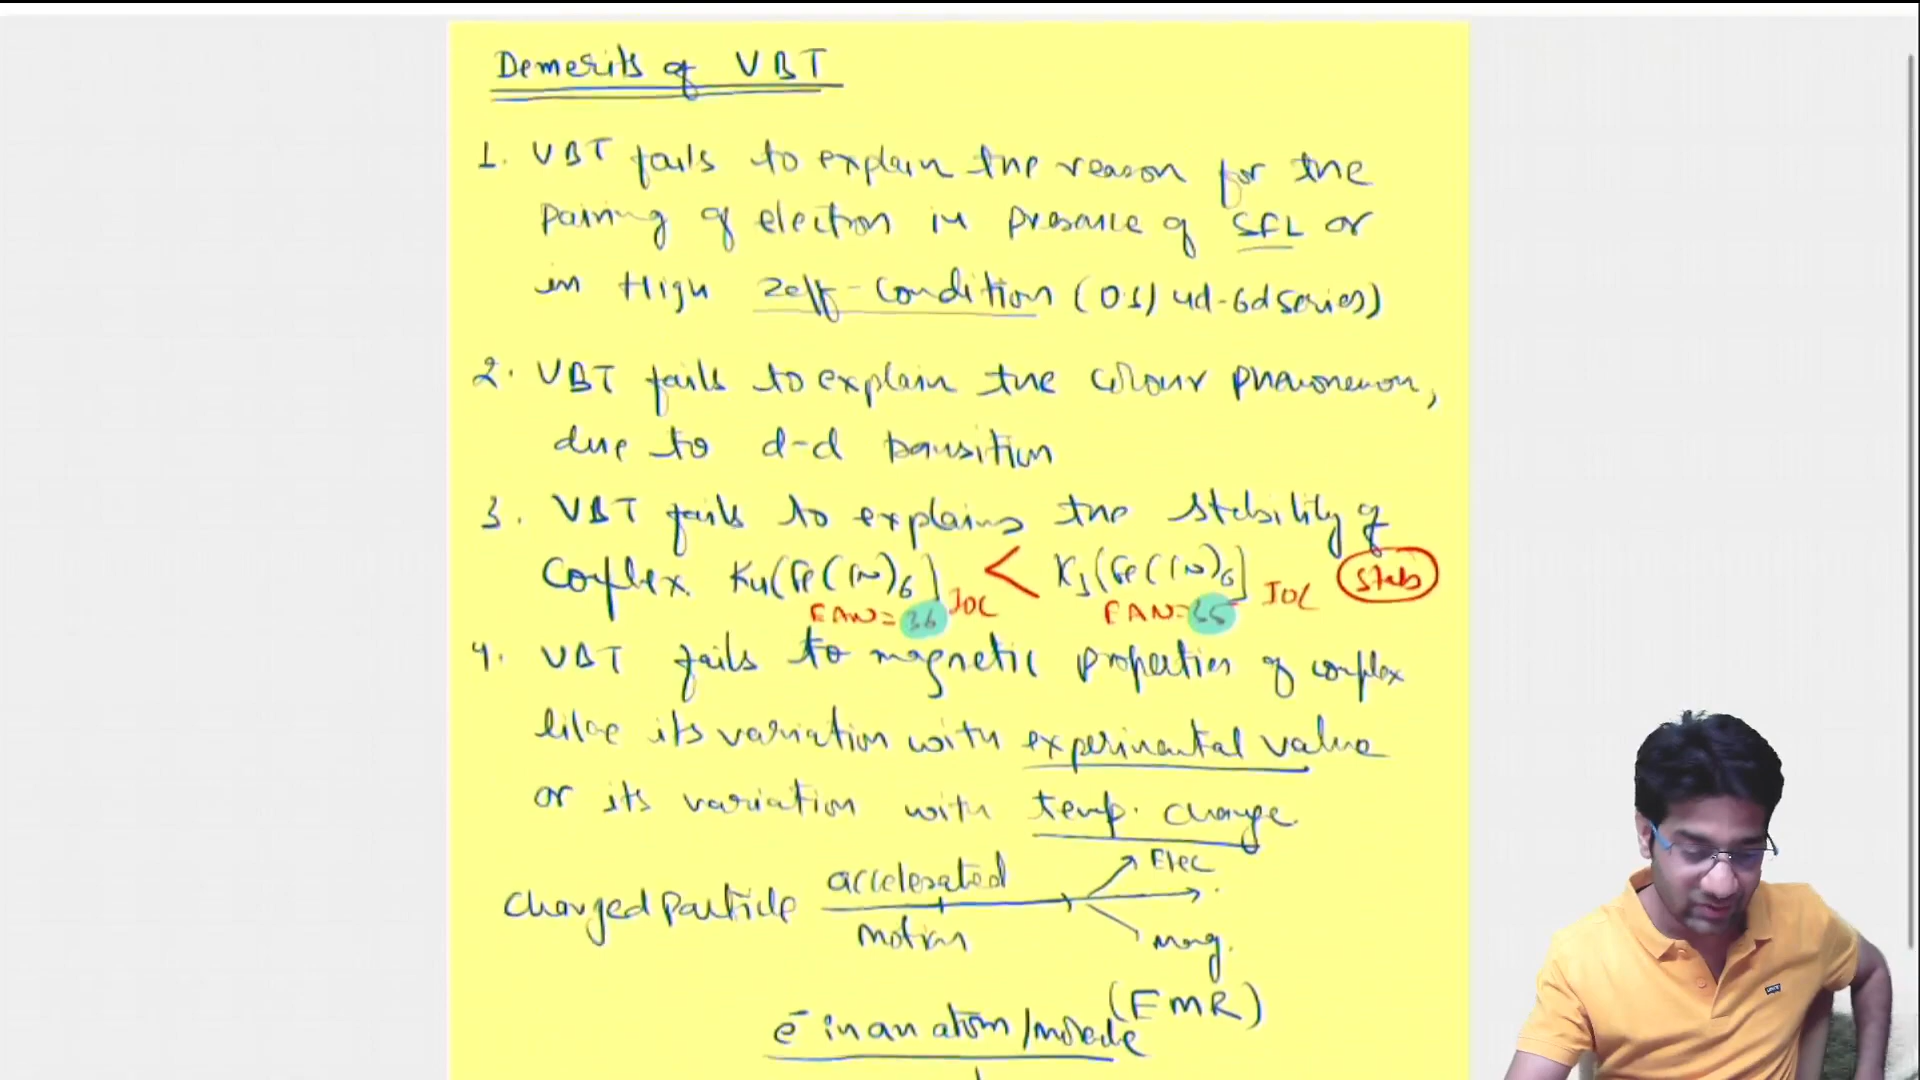 Demerits of VBT
1. VBT fails to explain the reason for the
pairing of electron in presence of SFL or
in High Zeff-condition (O.S) 4d-6d series)
2. VBT fails to explain the colour phenomenon,
due to d-d transition
3. VBT fails to explains the stability of
Complex K4[Fe(CN)6] < K3[Fe(CN)6] Stab
EAN=36 IOC EAN=35 IOC
4. VBT fails to magnetic properties of complex
like its variation with experimental value
or its variation with temp. change.
Elec
Charged Particle accelerated
motion
Mag.
(EMR)
e- in an atom/molecule